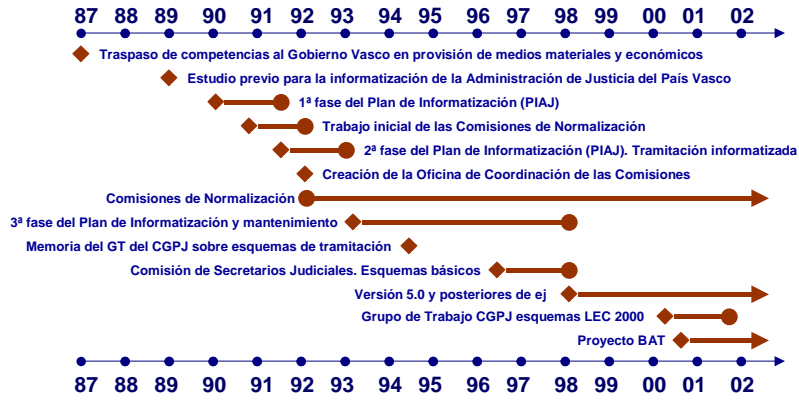 87 88 89 90 91 92 93 94 95 96 97 98 99 00 01 02
Traspaso de competencias al Gobierno Vasco en provisión de medios materiales y económicos
Estudio previo para la informatización de la Administración de Justicia del País Vasco
1ª fase del Plan de Informatización (PIAJ)
Trabajo inicial de las Comisiones de Normalización
2ª fase del Plan de Informatización (PIAJ). Tramitación informatizada
Creación de la Oficina de Coordinación de las Comisiones
Comisiones de Normalización
3ª fase del Plan de Informatización y mantenimiento
Memoria del GT del CGPJ sobre esquemas de tramitación
Comisión de Secretarios Judiciales. Esquemas básicos
Versión 5.0 y posteriores de ej
Grupo de Trabajo CGPJ esquemas LEC 2000
Proyecto BAT
87 88 89 90 91 92 93 94 95 96 97 98 99 00 01 02